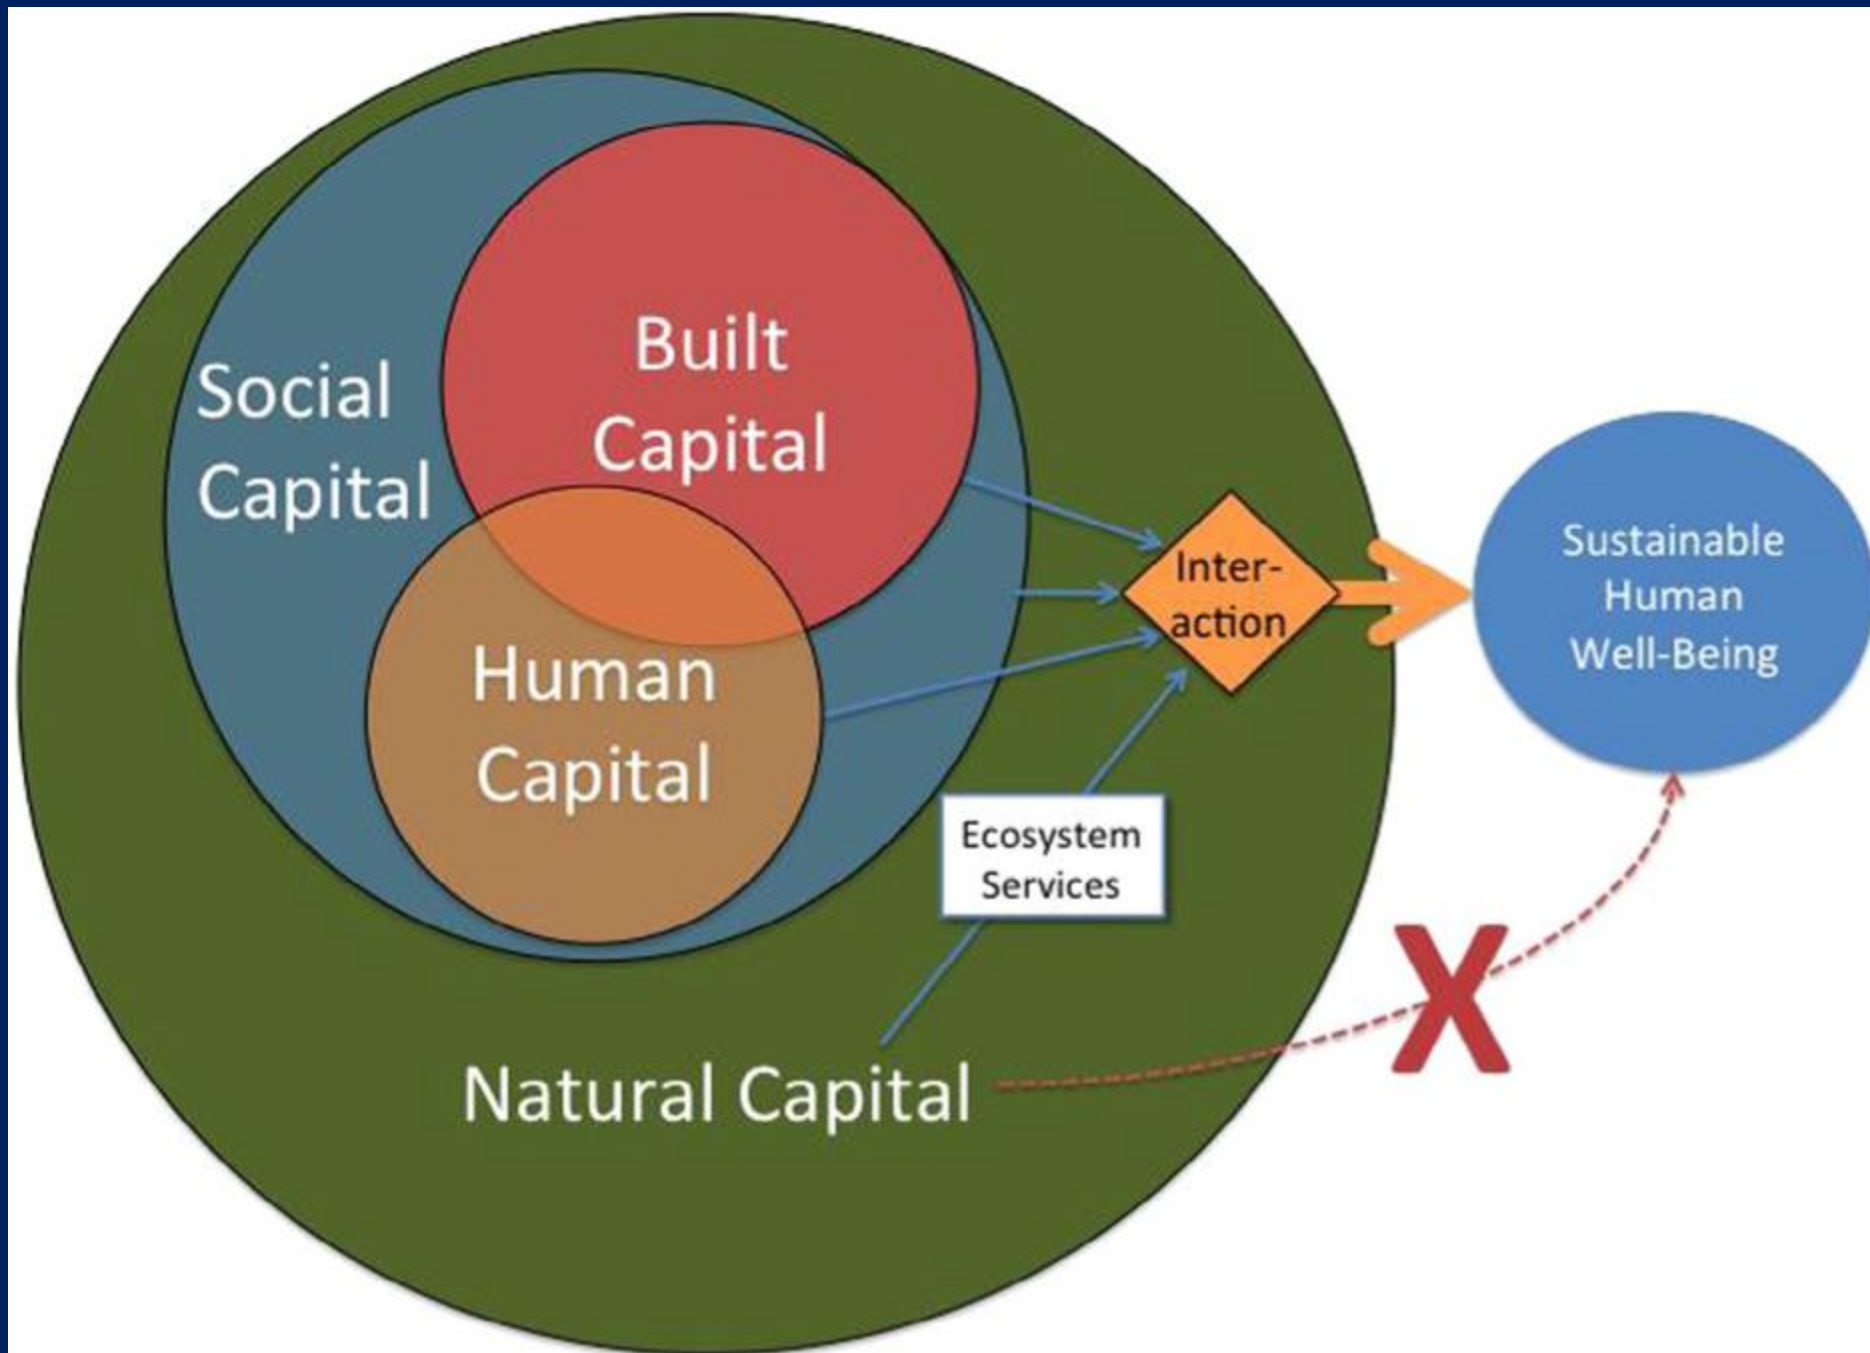 Built
Capital
Social
Capital
Human
Capital
Inter-
action
Sustainable
Human
Well-Being
Ecosystem
Services
Natural Capital
X